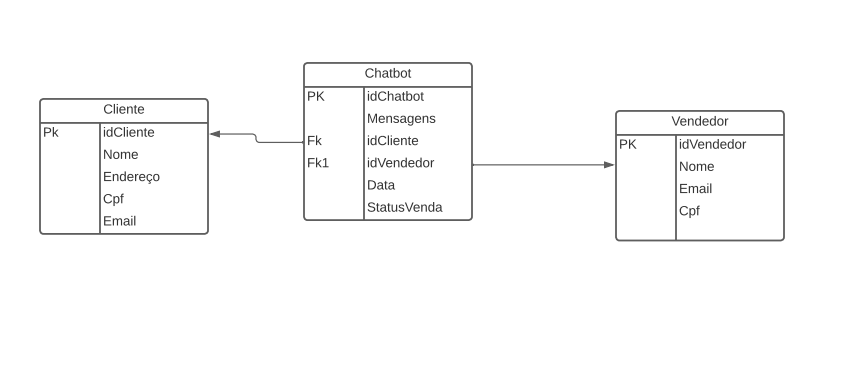 Cliente
Pk idCliente
Nome
Endereço
Cpf
Email
Chatbot
PK idChatbot
Mensagens
Fk idCliente
Fk1 idVendedor
Data
StatusVenda
Vendedor
PK idVendedor
Nome
Email
Cpf